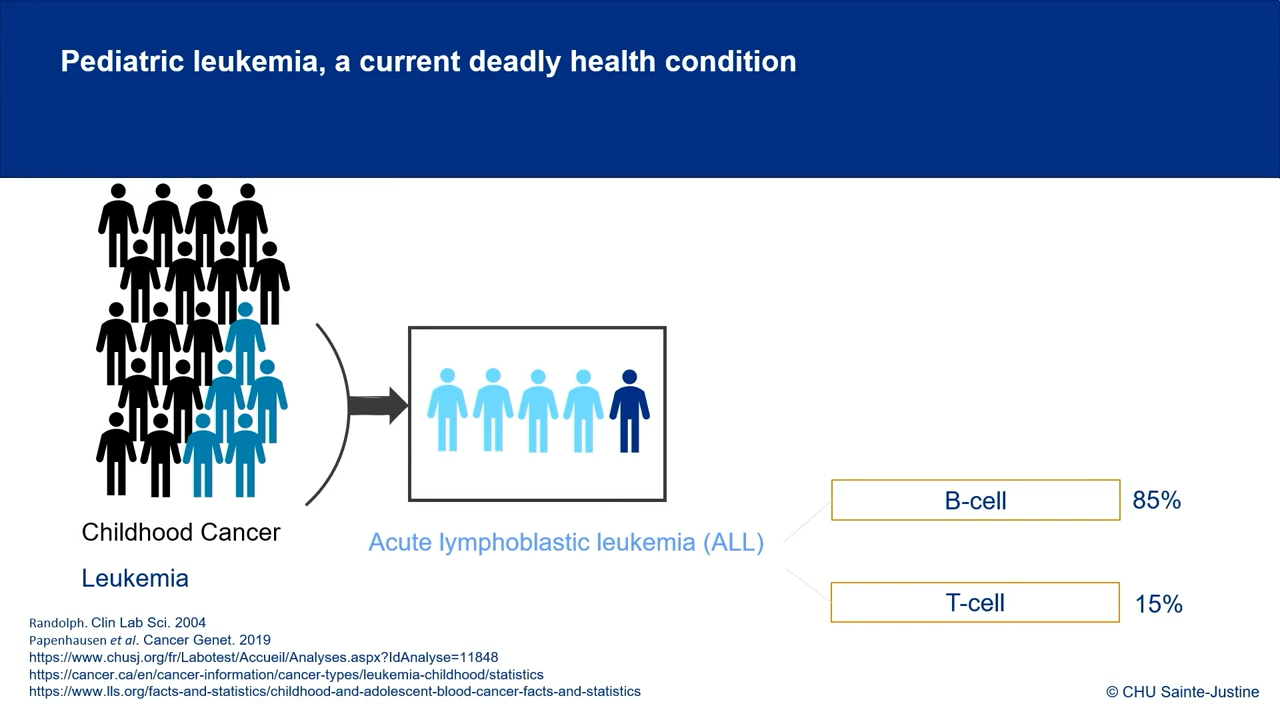 Pediatric leukemia, a current deadly health condition
Childhood Cancer
Leukemia
Acute lymphoblastic leukemia (ALL)
B-cell 85%
T-cell 15%
Randolph. Clin Lab Sci. 2004
Papenhausen et al. Cancer Genet. 2019
https://www.chusj.org/fr/Labotest/Accueil/Analyses.aspx?IdAnalyse=11848
https://cancer.ca/en/cancer-information/cancer-types/leukemia-childhood/statistics
https://www.lls.org/facts-and-statistics/childhood-and-adolescent-blood-cancer-facts-and-statistics
© CHU Sainte-Justine